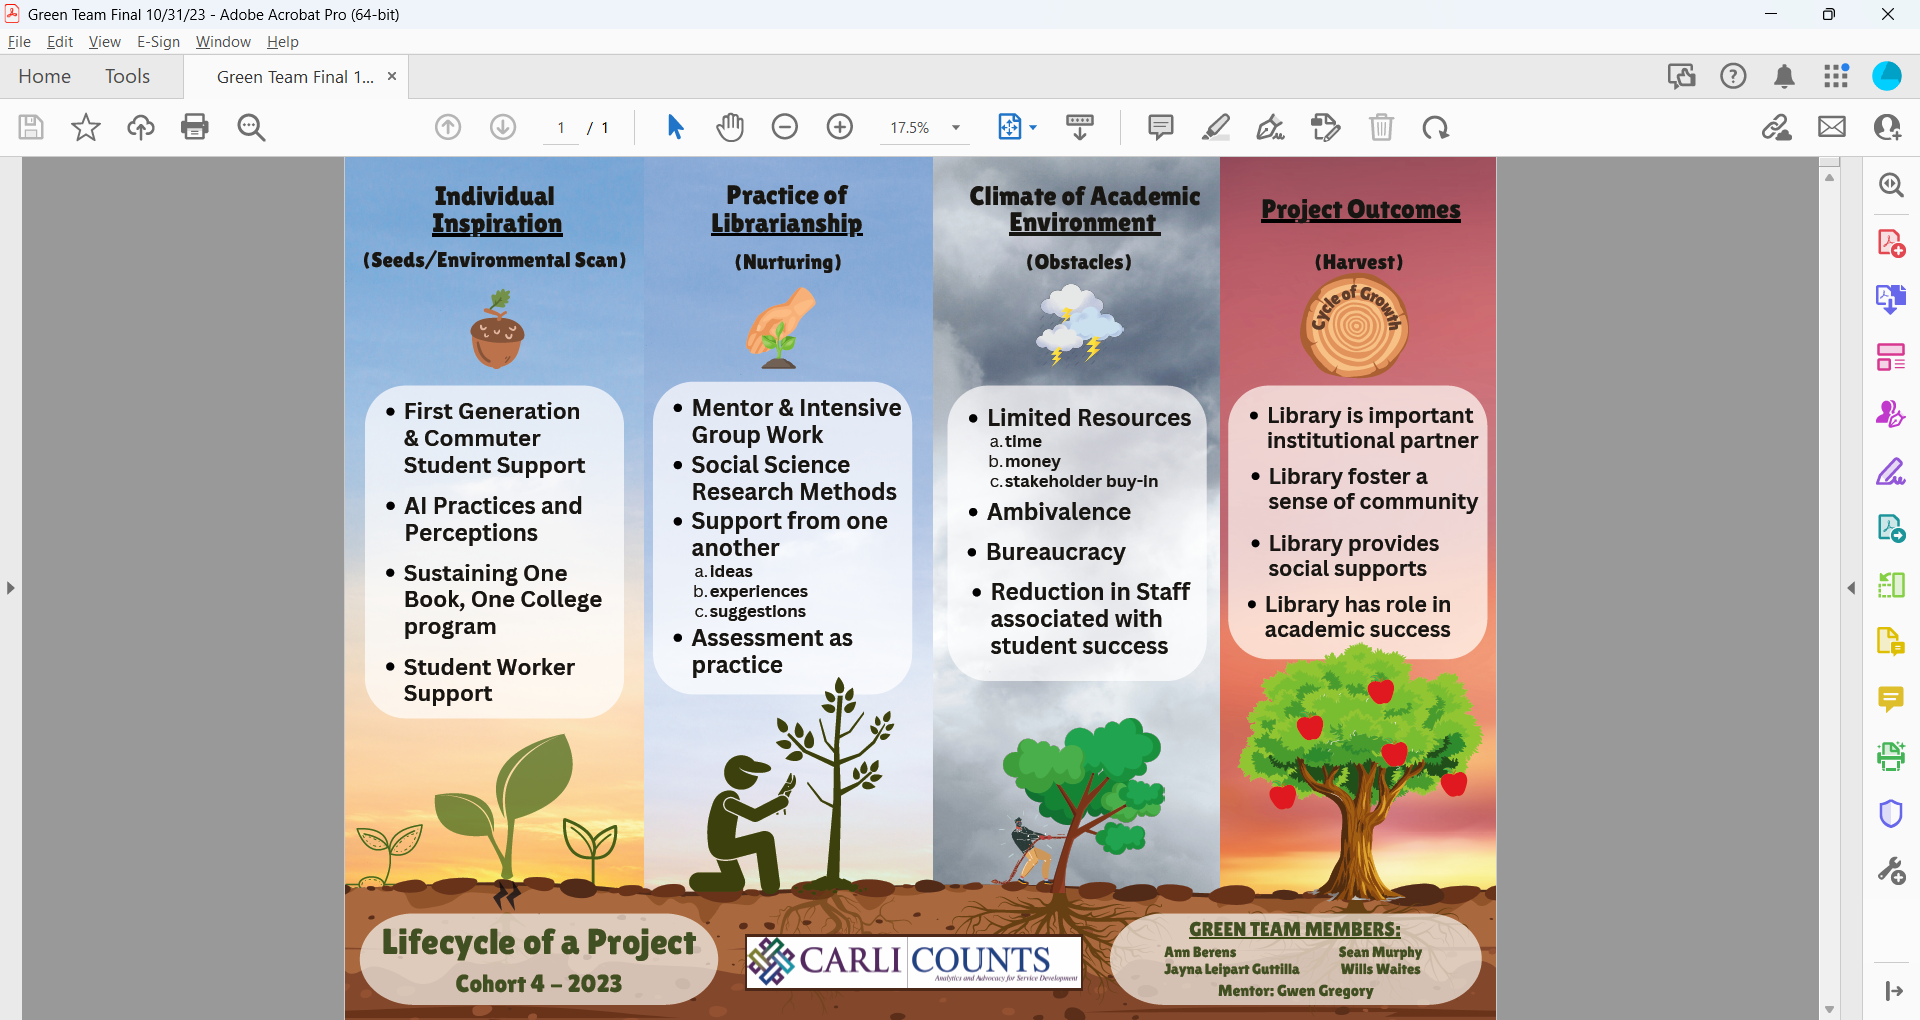 Green Team Final 10/31/23 - Adobe Acrobat Pro (64-bit)
File Edit View E-Sign Window Help
Home Tools Green Team Final 1... ×
1 / 1 17.5%
Individual
Inspiration
(Seeds/Environmental Scan)
• First Generation
& Commuter
Student Support
• AI Practices and
Perceptions
• Sustaining One
Book, One College
program
• Student Worker
Support
Practice of
Librarianship
(Nurturing)
• Mentor & Intensive
Group Work
• Social Science
Research Methods
• Support from one
another
a. ideas
b. experiences
c. suggestions
• Assessment as
practice
Climate of Academic
Environment
(Obstacles)
• Limited Resources
a. time
b. money
c. stakeholder buy-in
• Ambivalence
• Bureaucracy
• Reduction in Staff
associated with
student success
Project Outcomes
(Harvest)
Cycle of Growth
• Library is important
institutional partner
• Library foster a
sense of community
• Library provides
social supports
• Library has role in
academic success
Lifecycle of a Project
Cohort 4 – 2023
CARLI COUNTS
Analytics and Advocacy for Service Development
GREEN TEAM MEMBERS:
Ann Berens Sean Murphy
Jayna Leipart Guttilla Wills Waites
Mentor: Gwen Gregory